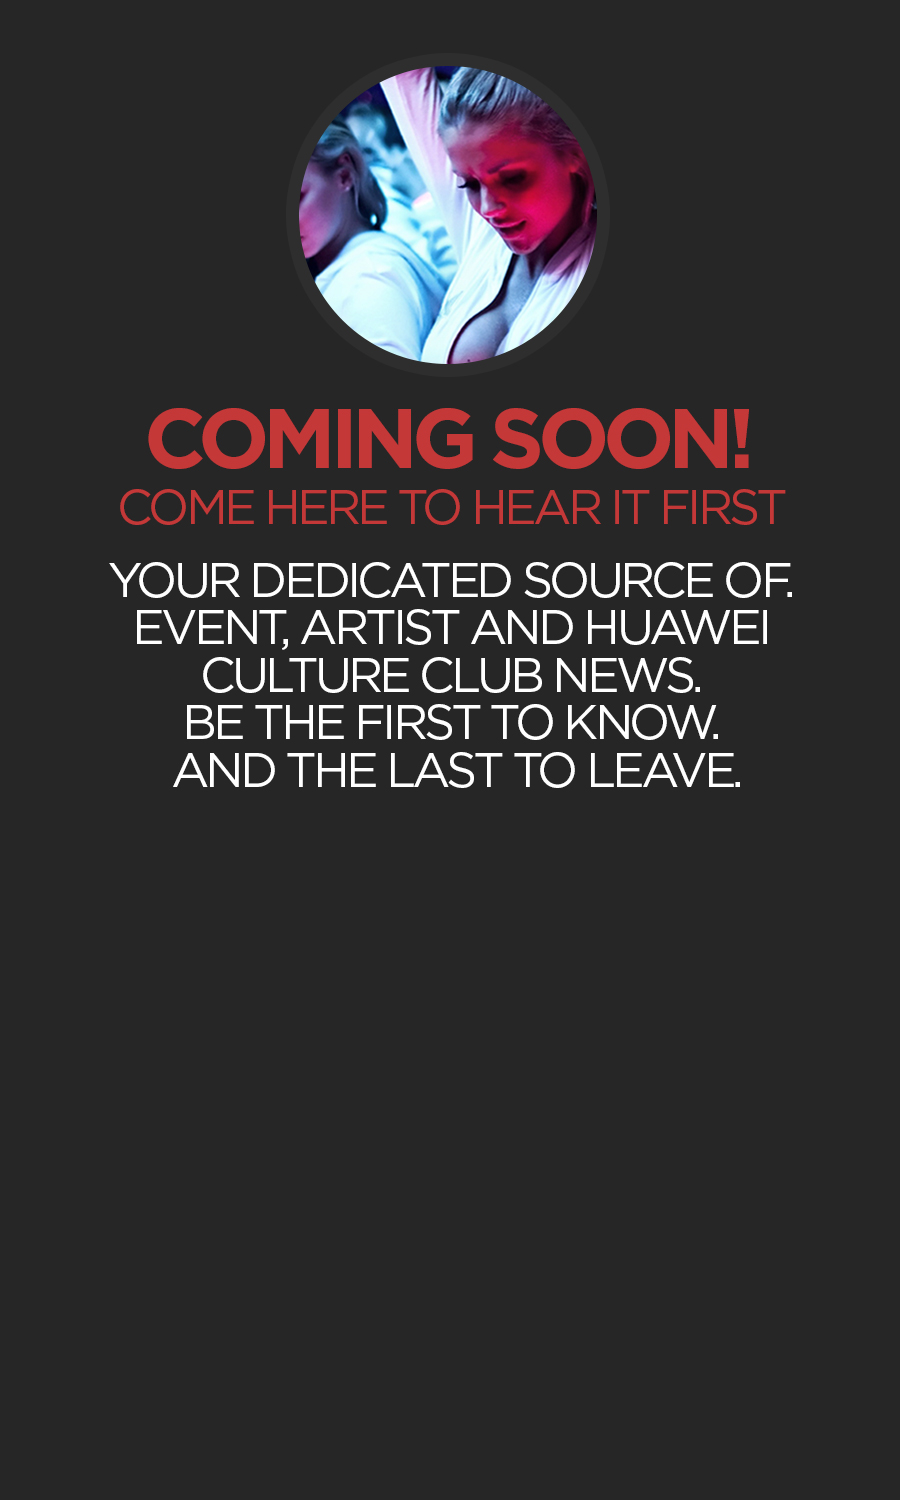 COMING SOON!
COME HERE TO HEAR IT FIRST
YOUR DEDICATED SOURCE OF.
EVENT, ARTIST AND HUAWEI
CULTURE CLUB NEWS.
BE THE FIRST TO KNOW.
AND THE LAST TO LEAVE.